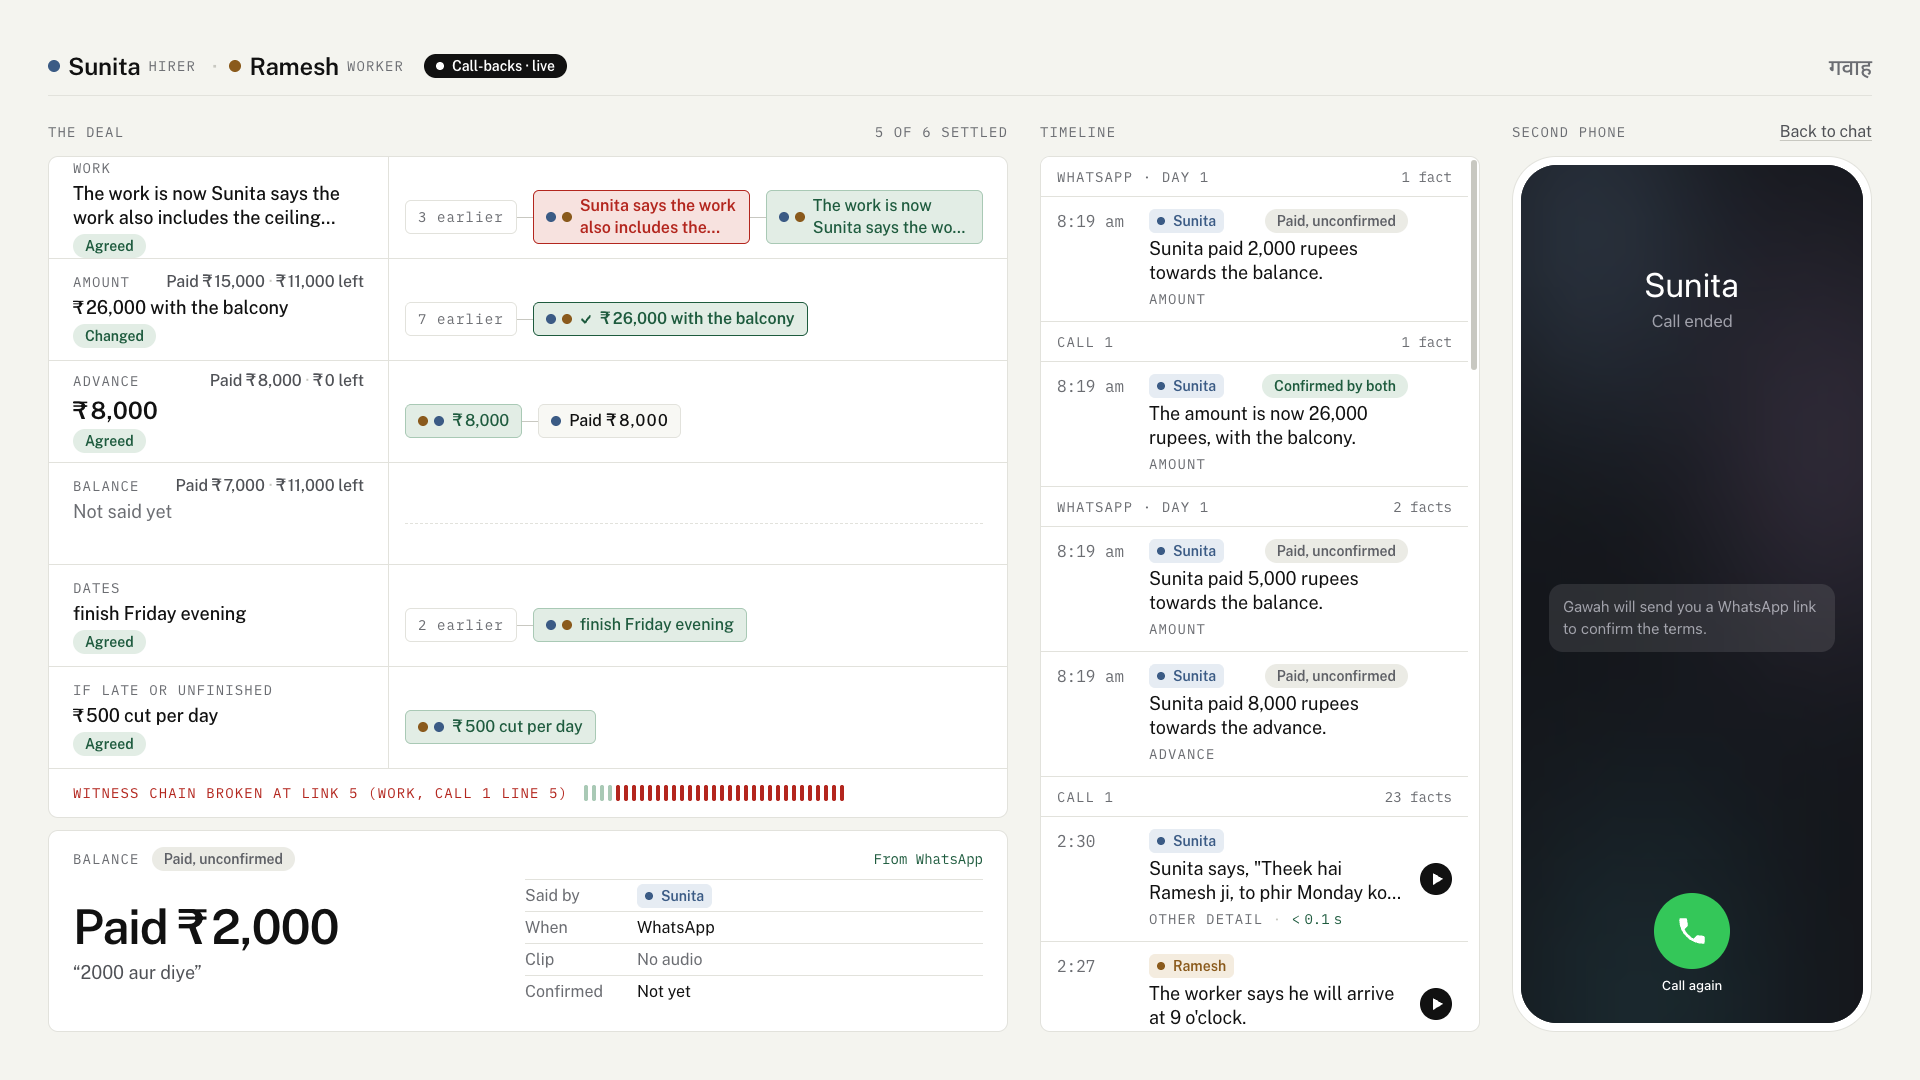 Sunita HIRER · Ramesh WORKER Call-backs · live
गवाह
THE DEAL 5 OF 6 SETTLED
WORK
The work is now Sunita says the
work also includes the ceiling...
Agreed
3 earlier
Sunita says the work
also includes the...
The work is now
Sunita says the wo...
AMOUNT Paid ₹15,000 · ₹11,000 left
₹26,000 with the balcony
Changed
7 earlier
✓ ₹26,000 with the balcony
ADVANCE Paid ₹8,000 · ₹0 left
₹8,000
Agreed
₹8,000
Paid ₹8,000
BALANCE Paid ₹7,000 · ₹11,000 left
Not said yet
DATES
finish Friday evening
Agreed
2 earlier
finish Friday evening
IF LATE OR UNFINISHED
₹500 cut per day
Agreed
₹500 cut per day
WITNESS CHAIN BROKEN AT LINK 5 (WORK, CALL 1 LINE 5)
BALANCE Paid, unconfirmed
From WhatsApp
Paid ₹2,000
“2000 aur diye”
Said by Sunita
When WhatsApp
Clip No audio
Confirmed Not yet
TIMELINE
WHATSAPP · DAY 1 1 fact
8:19 am Sunita Paid, unconfirmed
Sunita paid 2,000 rupees
towards the balance.
AMOUNT
CALL 1 1 fact
8:19 am Sunita Confirmed by both
The amount is now 26,000
rupees, with the balcony.
AMOUNT
WHATSAPP · DAY 1 2 facts
8:19 am Sunita Paid, unconfirmed
Sunita paid 5,000 rupees
towards the balance.
AMOUNT
8:19 am Sunita Paid, unconfirmed
Sunita paid 8,000 rupees
towards the advance.
ADVANCE
CALL 1 23 facts
2:30 Sunita
Sunita says, "Theek hai
Ramesh ji, to phir Monday ko...
OTHER DETAIL · <0.1 s
2:27 Ramesh
The worker says he will arrive
at 9 o'clock.
SECOND PHONE Back to chat
Sunita
Call ended
Gawah will send you a WhatsApp link
to confirm the terms.
Call again